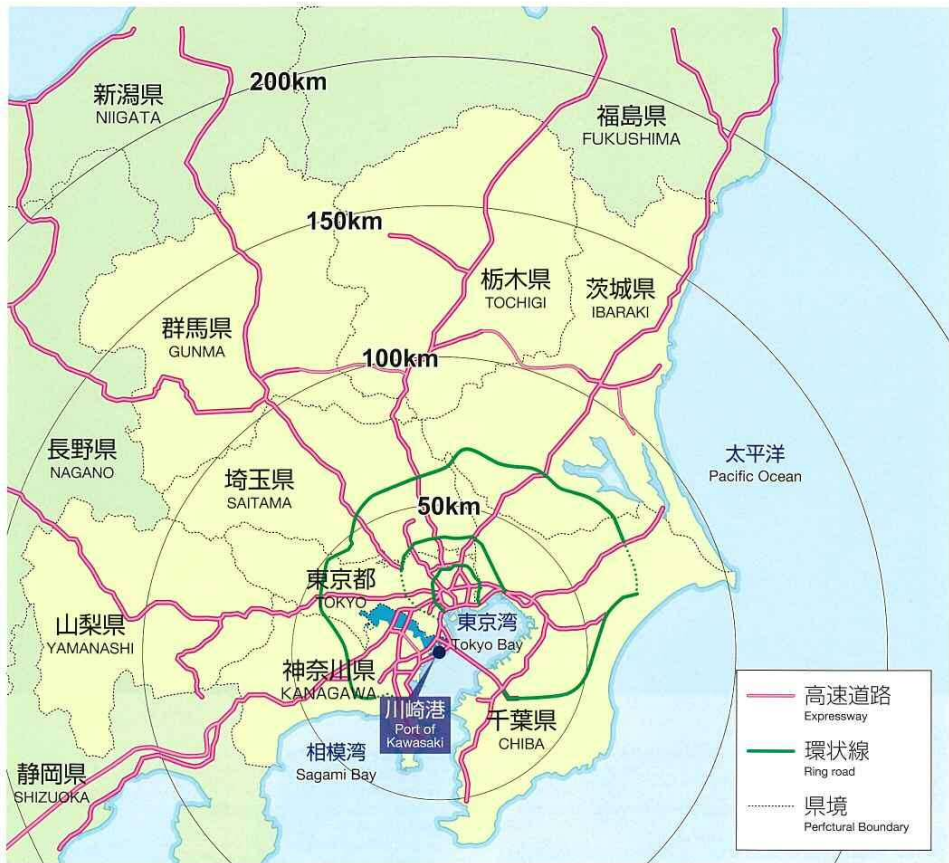 200km
新潟県
NIIGATA
福島県
FUKUSHIMA
150km
栃木県
TOCHIGI
茨城県
IBARAKI
群馬県
GUNMA
100km
長野県
NAGANO
埼玉県
SAITAMA
太平洋
Pacific Ocean
50km
東京都
TOKYO
山梨県
YAMANASHI
東京湾
Tokyo Bay
神奈川県
KANAGAWA
川崎港
Port of
Kawasaki
千葉県
CHIBA
相模湾
Sagami Bay
静岡県
SHIZUOKA
高速道路
Expressway
環状線
Ring road
県境
Perfctural Boundary